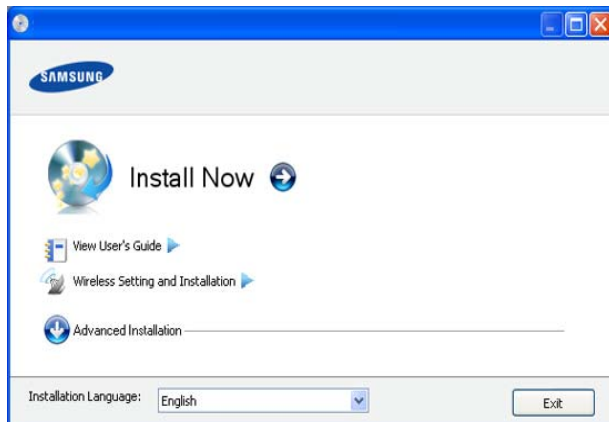 SAMSUNG
Install Now
View User's Guide
Wireless Setting and Installation
Advanced Installation
Installation Language: English Exit